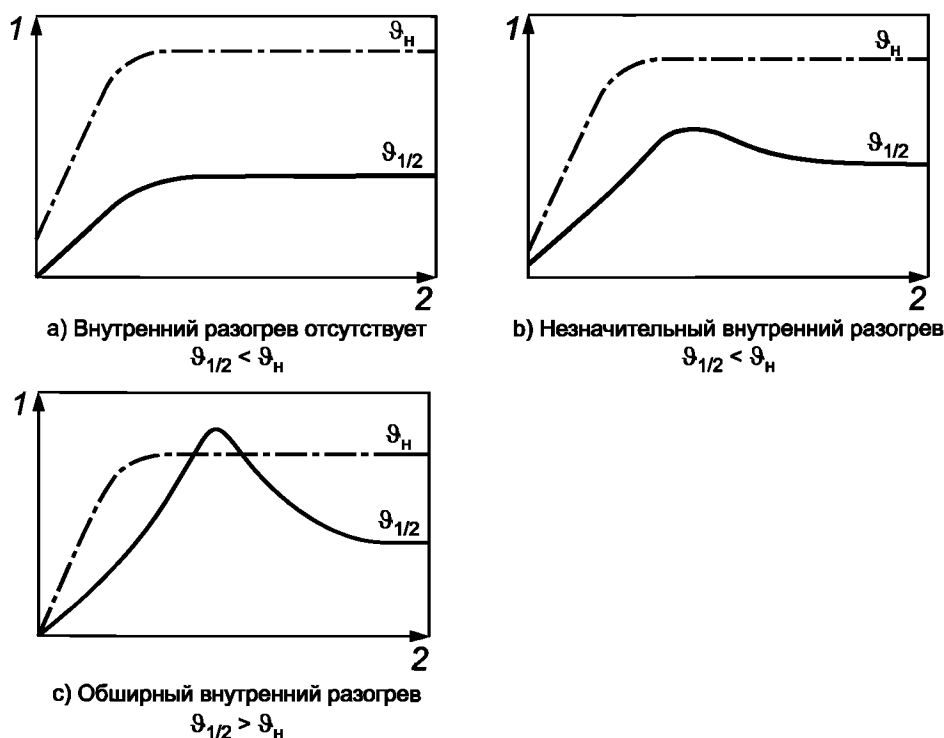 1
ϑн
ϑ1/2
2
a) Внутренний разогрев отсутствует
ϑ1/2 < ϑн
1
ϑн
ϑ1/2
2
b) Незначительный внутренний разогрев
ϑ1/2 < ϑн
1
ϑн
ϑ1/2
2
c) Обширный внутренний разогрев
ϑ1/2 > ϑн